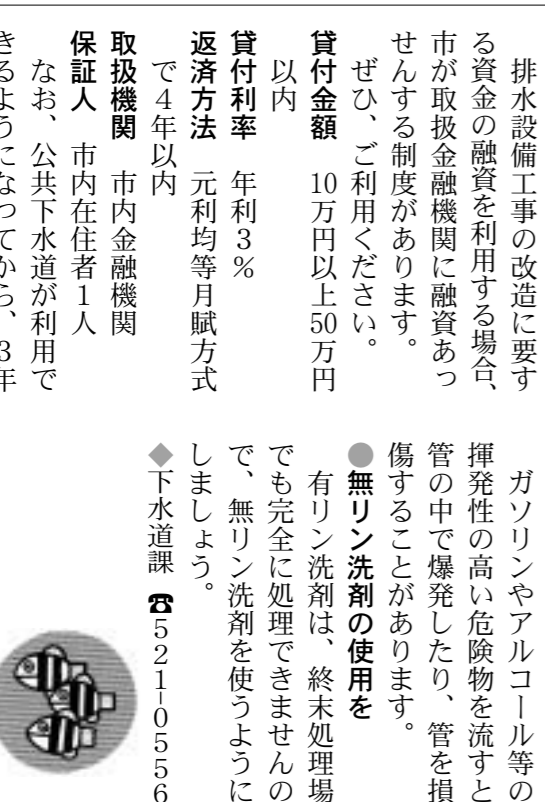 排水設備工事の改造に要す
る資金の融資を利用する場合、
市が取扱金融機関に融資あっ
せんする制度があります。
ぜひ、ご利用ください。
貸付金額　10万円以上50万円
以内
貸付利率　年利3％
返済方法　元利均等月賦方式
で4年以内
取扱機関　市内金融機関
保証人　市内在住者1人
なお、公共下水道が利用で
きるようになってから、3年
ガソリンやアルコール等の
揮発性の高い危険物を流すと
管の中で爆発したり、管を損
傷することがあります。
●無リン洗剤の使用を
有リン洗剤は、終末処理場
でも完全に処理できませんの
で、無リン洗剤を使うように
しましょう。
◆下水道課　☎521-0556